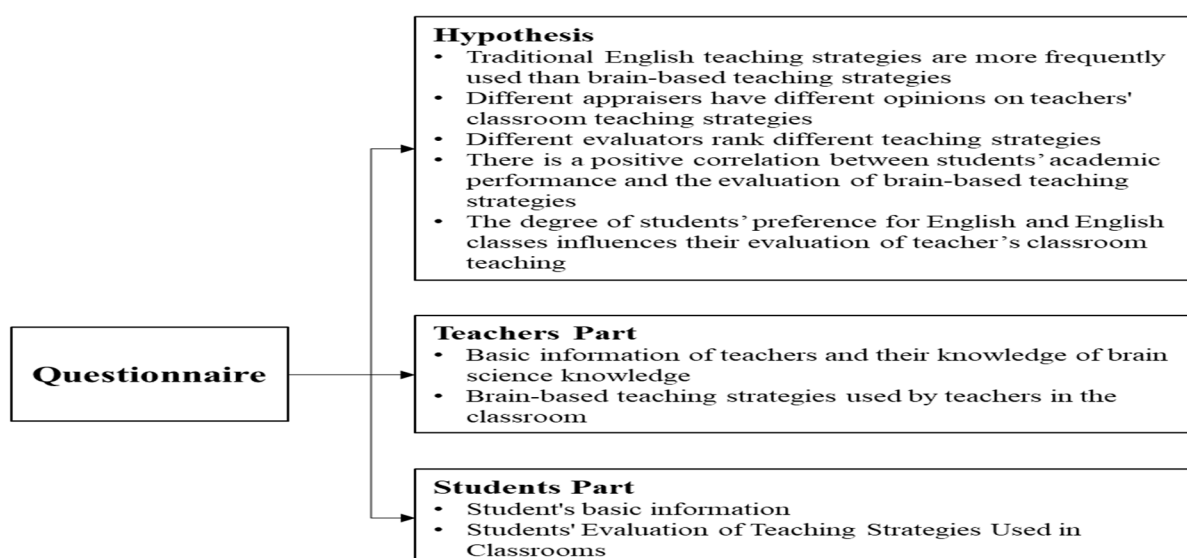 Hypothesis
• Traditional English teaching strategies are more frequently
used than brain-based teaching strategies
• Different appraisers have different opinions on teachers'
classroom teaching strategies
• Different evaluators rank different teaching strategies
• There is a positive correlation between students’ academic
performance and the evaluation of brain-based teaching
strategies
• The degree of students’ preference for English and English
classes influences their evaluation of teacher’s classroom
teaching
Questionnaire
Teachers Part
• Basic information of teachers and their knowledge of brain
science knowledge
• Brain-based teaching strategies used by teachers in the
classroom
Students Part
• Student's basic information
• Students' Evaluation of Teaching Strategies Used in
Classrooms